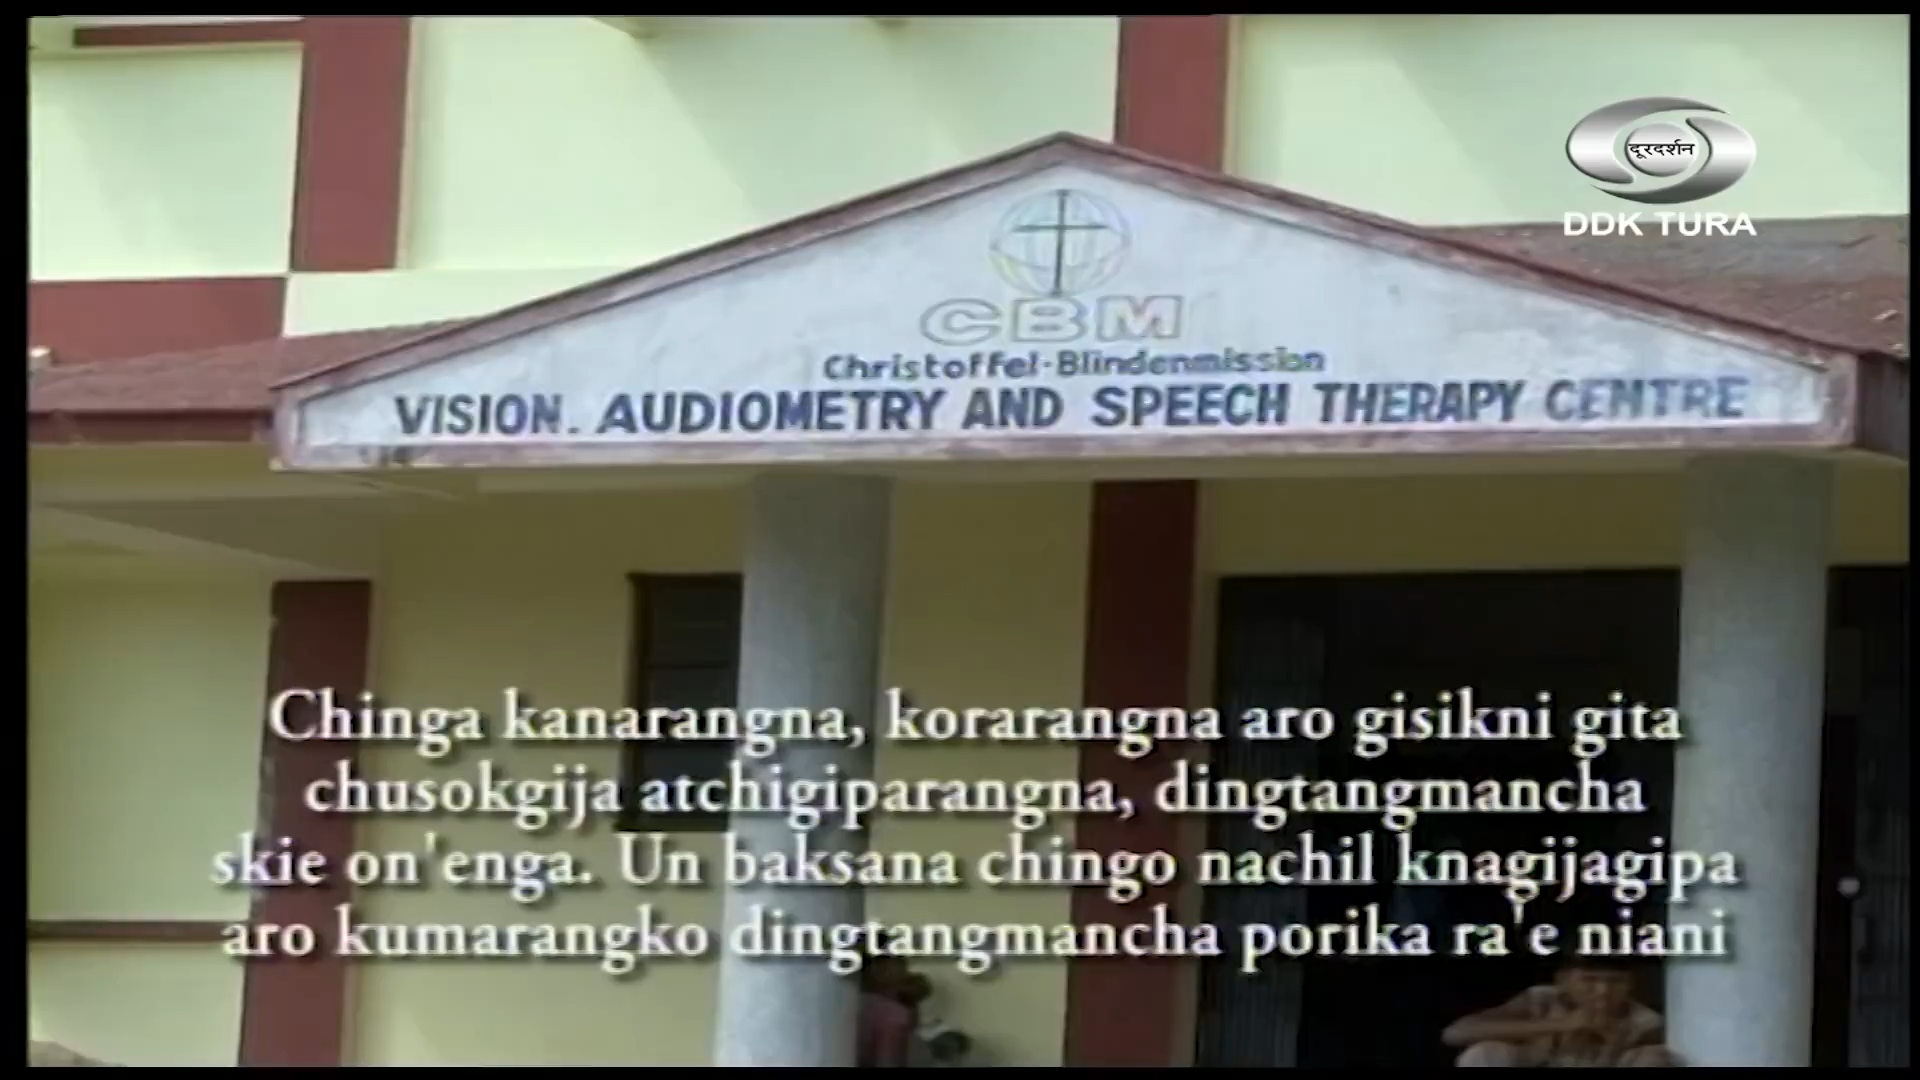 दूरदर्शन
DDK TURA
CBM
Christoffel-Blindenmission
VISION. AUDIOMETRY AND SPEECH THERAPY CENTRE
Chinga kanarangna, korarangna aro gisikni gita
chusokgija atchigiparangna, dingtangmancha
skie on'enga. Un baksana chingo nachil knagijagipa
aro kumarangko dingtangmancha porika ra'e niani